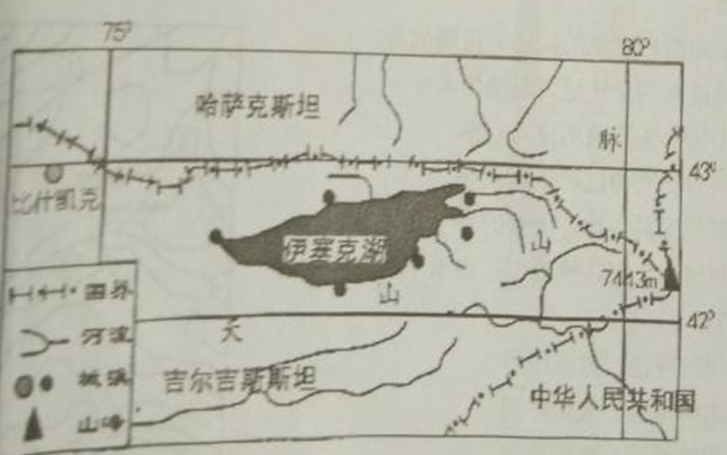 75°
80°
哈萨克斯坦
脉
43°
比什凯克
伊塞克湖
山
7443m
国界
山
42°
天
河流
吉尔吉斯斯坦
城镇
中华人民共和国
山峰